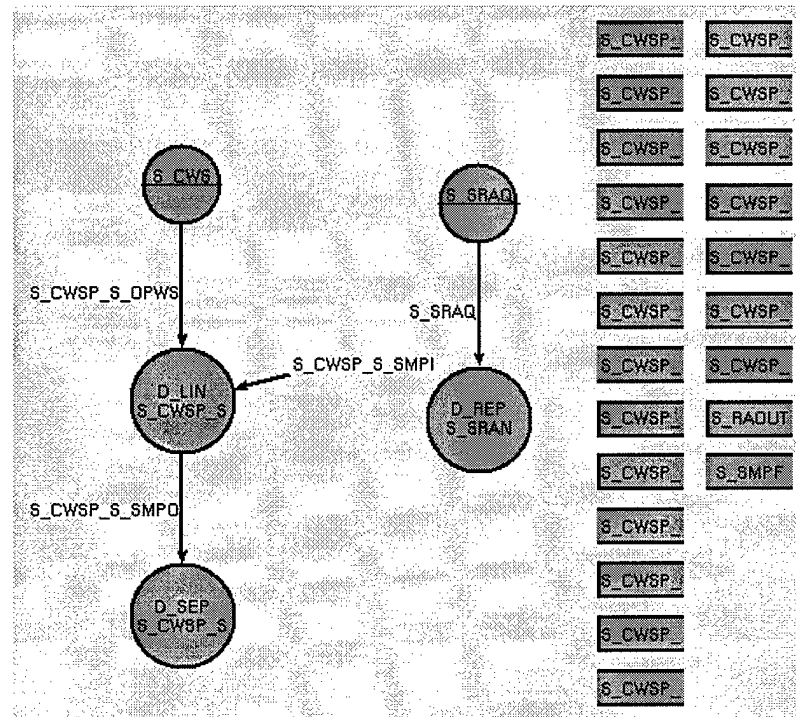 S_CWSP_ S_CWSP_
S_CWSP_ S_CWSP_
S_CWSP_ S_CWSP_
S_CWS
S_SRAQ
S_CWSP_ S_CWSP_
S_CWSP_ S_CWSP_
S_CWSP_S_OPWS
S_SRAQ
S_CWSP_ S_CWSP_
S_CWSP_S_SMPI
S_CWSP_ S_CWSP_
D_LIN
S_CWSP_S
D_REP
S_SRAN
S_CWSP_ S_RAOUT
S_CWSP_ S_SMPF
S_CWSP_S_SMPO
S_CWSP_
S_CWSP_
D_SEP
S_CWSP_S
S_CWSP_
S_CWSP_